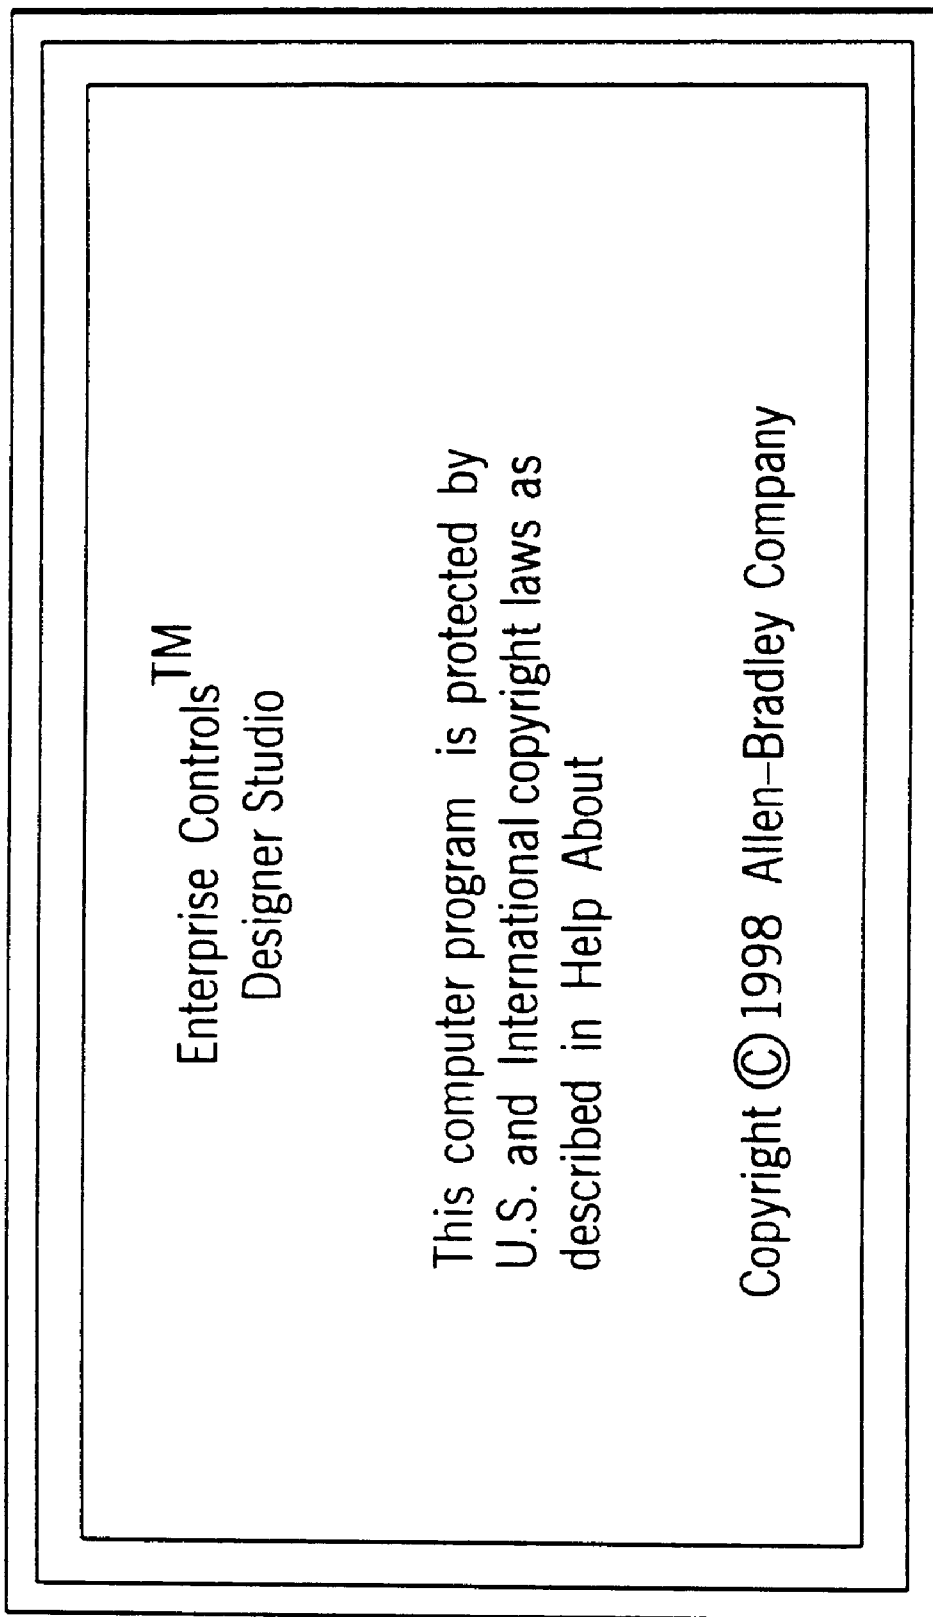 Enterprise Controls™
Designer Studio
This computer program is protected by
U.S. and International copyright laws as
described in Help About
Copyright © 1998 Allen–Bradley Company